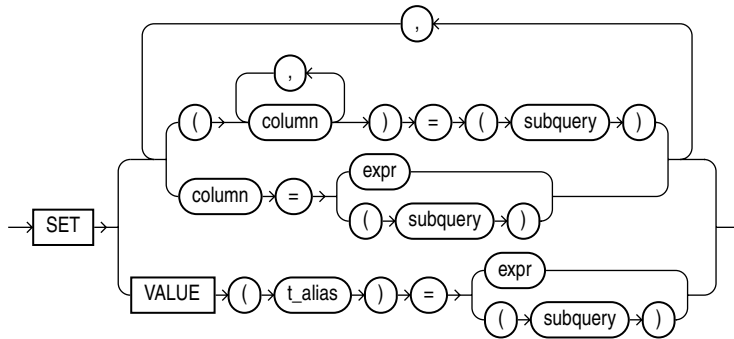 ,
,
( column ) = ( subquery )
expr
column = ( subquery )
SET
expr
VALUE ( t_alias ) = ( subquery )